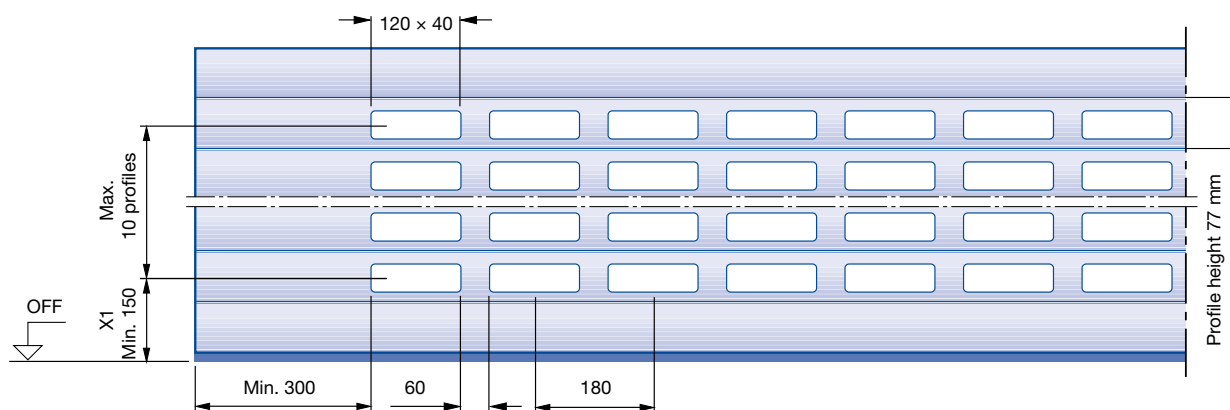 120 × 40
Max.
10 profiles
Profile height 77 mm
OFF
X1
Min. 150
Min. 300
60
180